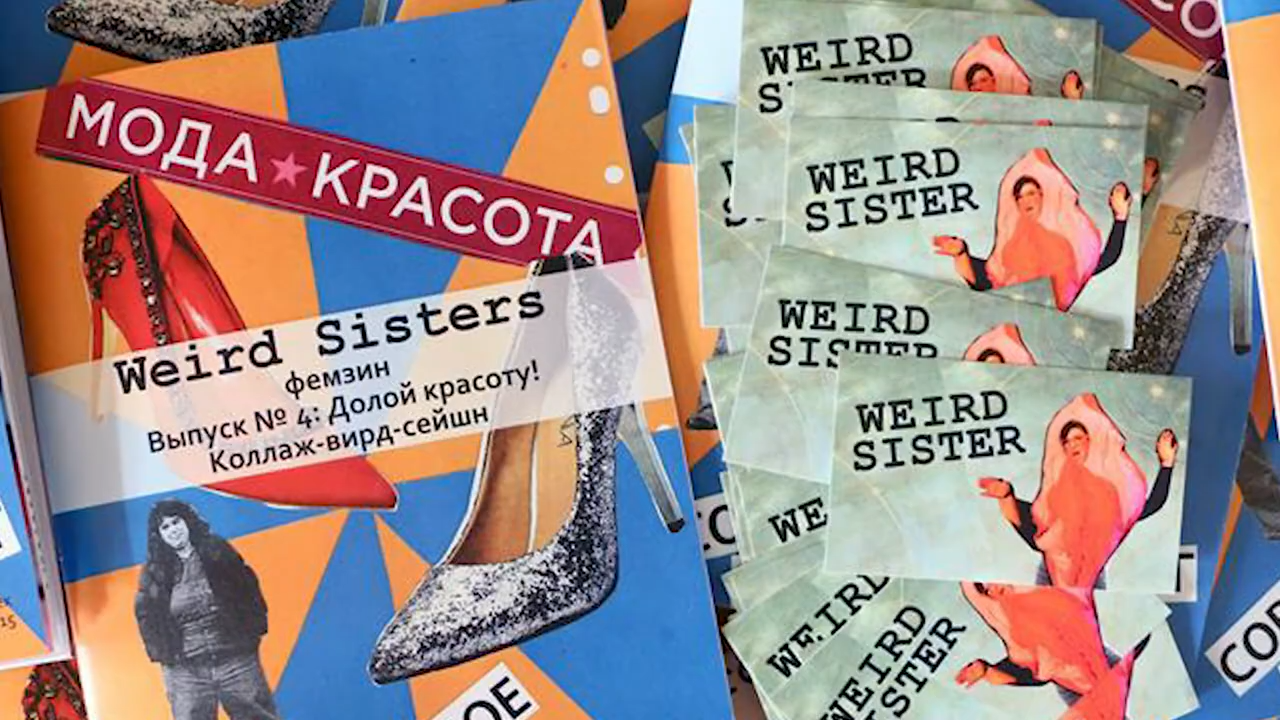 МОДА★КРАСОТА
Weird Sisters
фемзин
Выпуск № 4: Долой красоту!
Коллаж-вирд-сейшн
WEIRD
SISTER
WEIRD
SISTER
WEIRD
SISTER
WEIRD
SISTER
WEIRD
WEIRD
SISTER